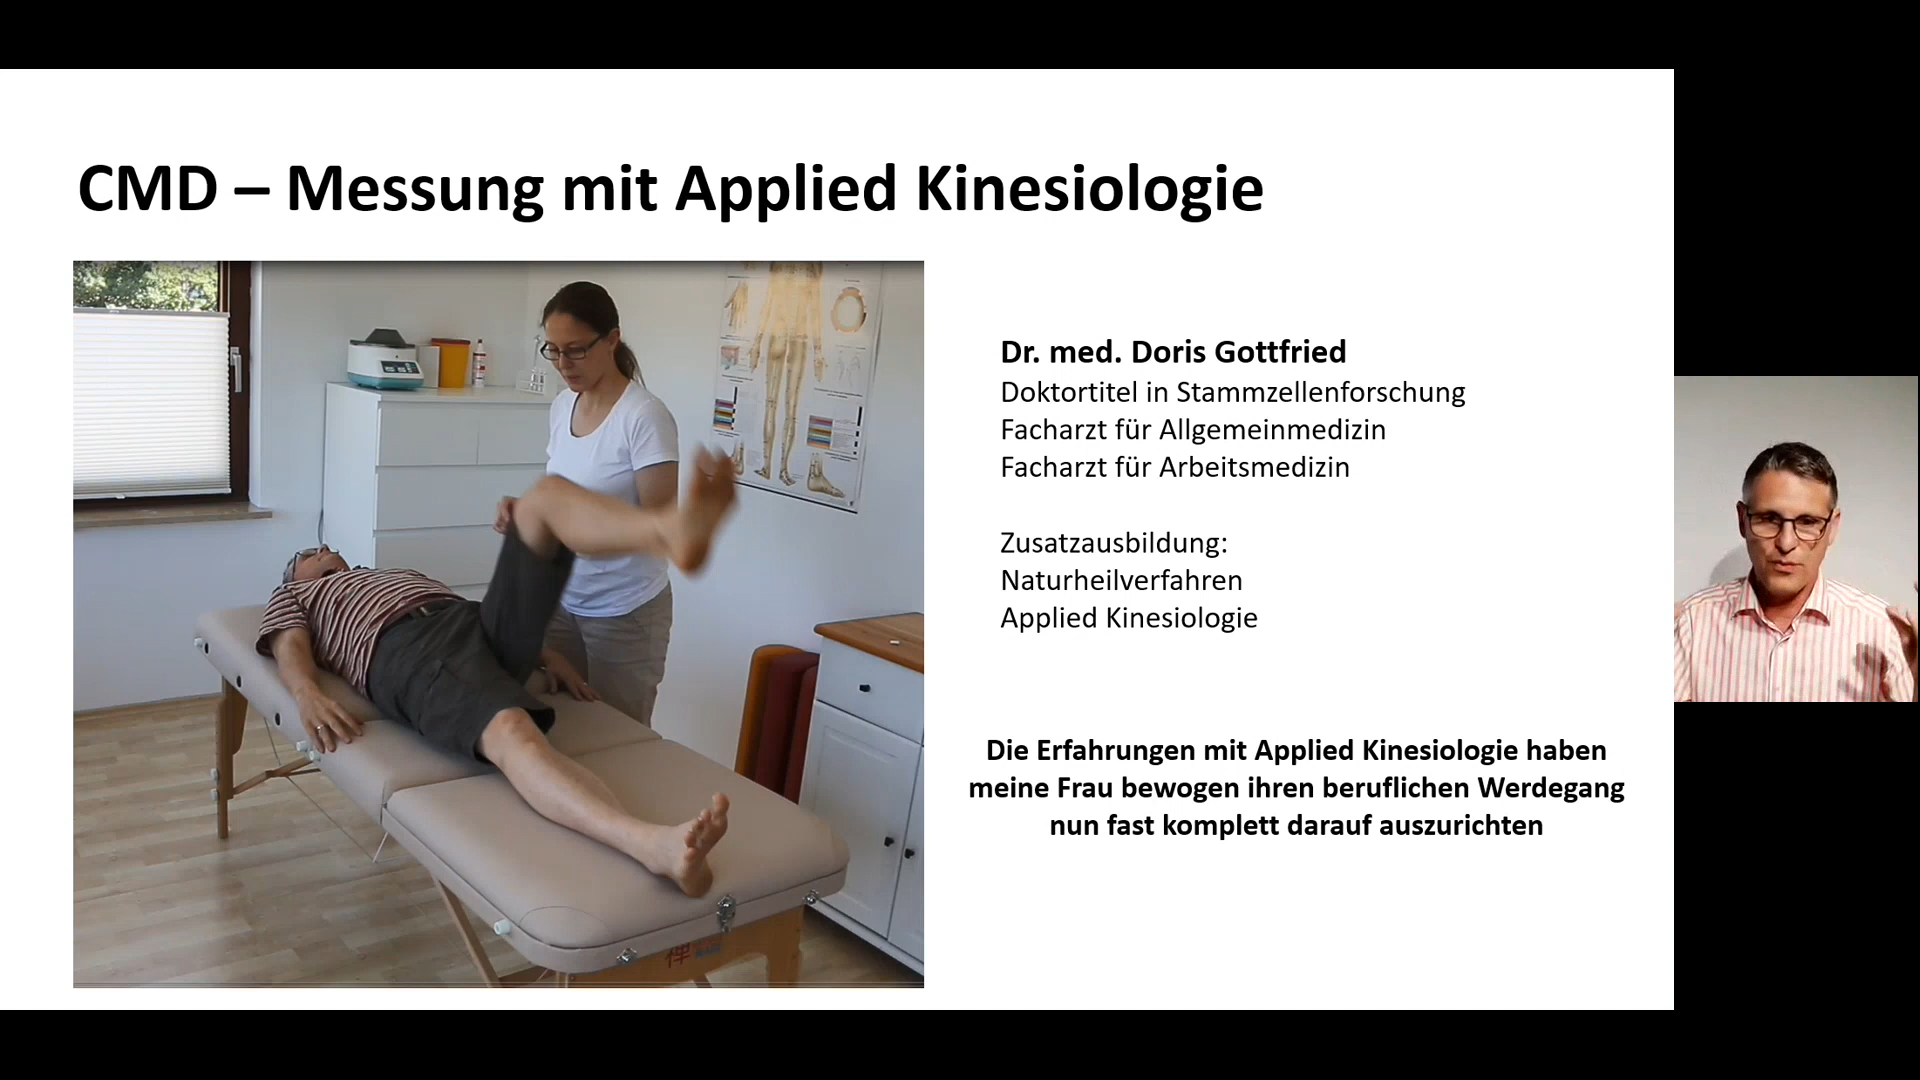 CMD – Messung mit Applied Kinesiologie
Dr. med. Doris Gottfried
Doktortitel in Stammzellenforschung
Facharzt für Allgemeinmedizin
Facharzt für Arbeitsmedizin
Zusatzausbildung:
Naturheilverfahren
Applied Kinesiologie
Die Erfahrungen mit Applied Kinesiologie haben
meine Frau bewogen ihren beruflichen Werdegang
nun fast komplett darauf auszurichten